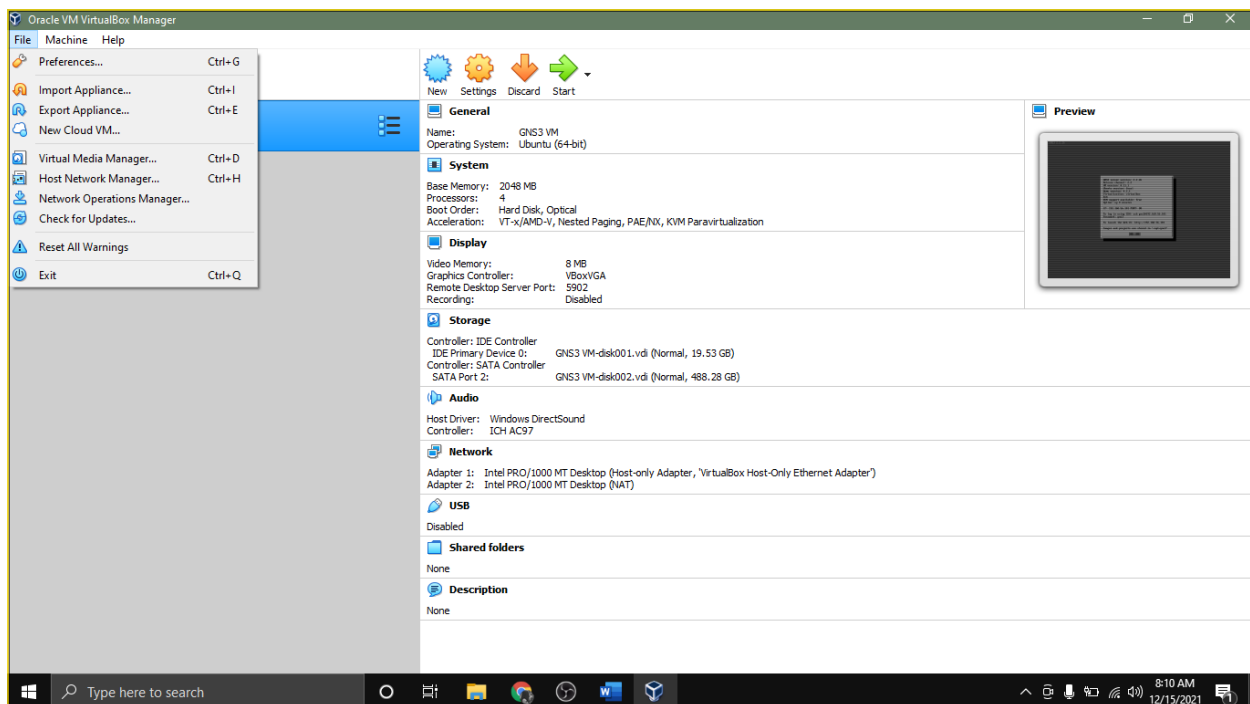 Oracle VM VirtualBox Manager
File Machine Help
Preferences... Ctrl+G
Import Appliance... Ctrl+I
Export Appliance... Ctrl+E
New Cloud VM...
Virtual Media Manager... Ctrl+D
Host Network Manager... Ctrl+H
Network Operations Manager...
Check for Updates...
Reset All Warnings
Exit Ctrl+Q
New Settings Discard Start
General
Name: GNS3 VM
Operating System: Ubuntu (64-bit)
System
Base Memory: 2048 MB
Processors: 4
Boot Order: Hard Disk, Optical
Acceleration: VT-x/AMD-V, Nested Paging, PAE/NX, KVM Paravirtualization
Display
Video Memory: 8 MB
Graphics Controller: VBoxVGA
Remote Desktop Server Port: 5902
Recording: Disabled
Storage
Controller: IDE Controller
IDE Primary Device 0: GNS3 VM-disk001.vdi (Normal, 19.53 GB)
Controller: SATA Controller
SATA Port 2: GNS3 VM-disk002.vdi (Normal, 488.28 GB)
Audio
Host Driver: Windows DirectSound
Controller: ICH AC97
Network
Adapter 1: Intel PRO/1000 MT Desktop (Host-only Adapter, 'VirtualBox Host-Only Ethernet Adapter')
Adapter 2: Intel PRO/1000 MT Desktop (NAT)
USB
Disabled
Shared folders
None
Description
None
Preview
Type here to search
8:10 AM
12/15/2021